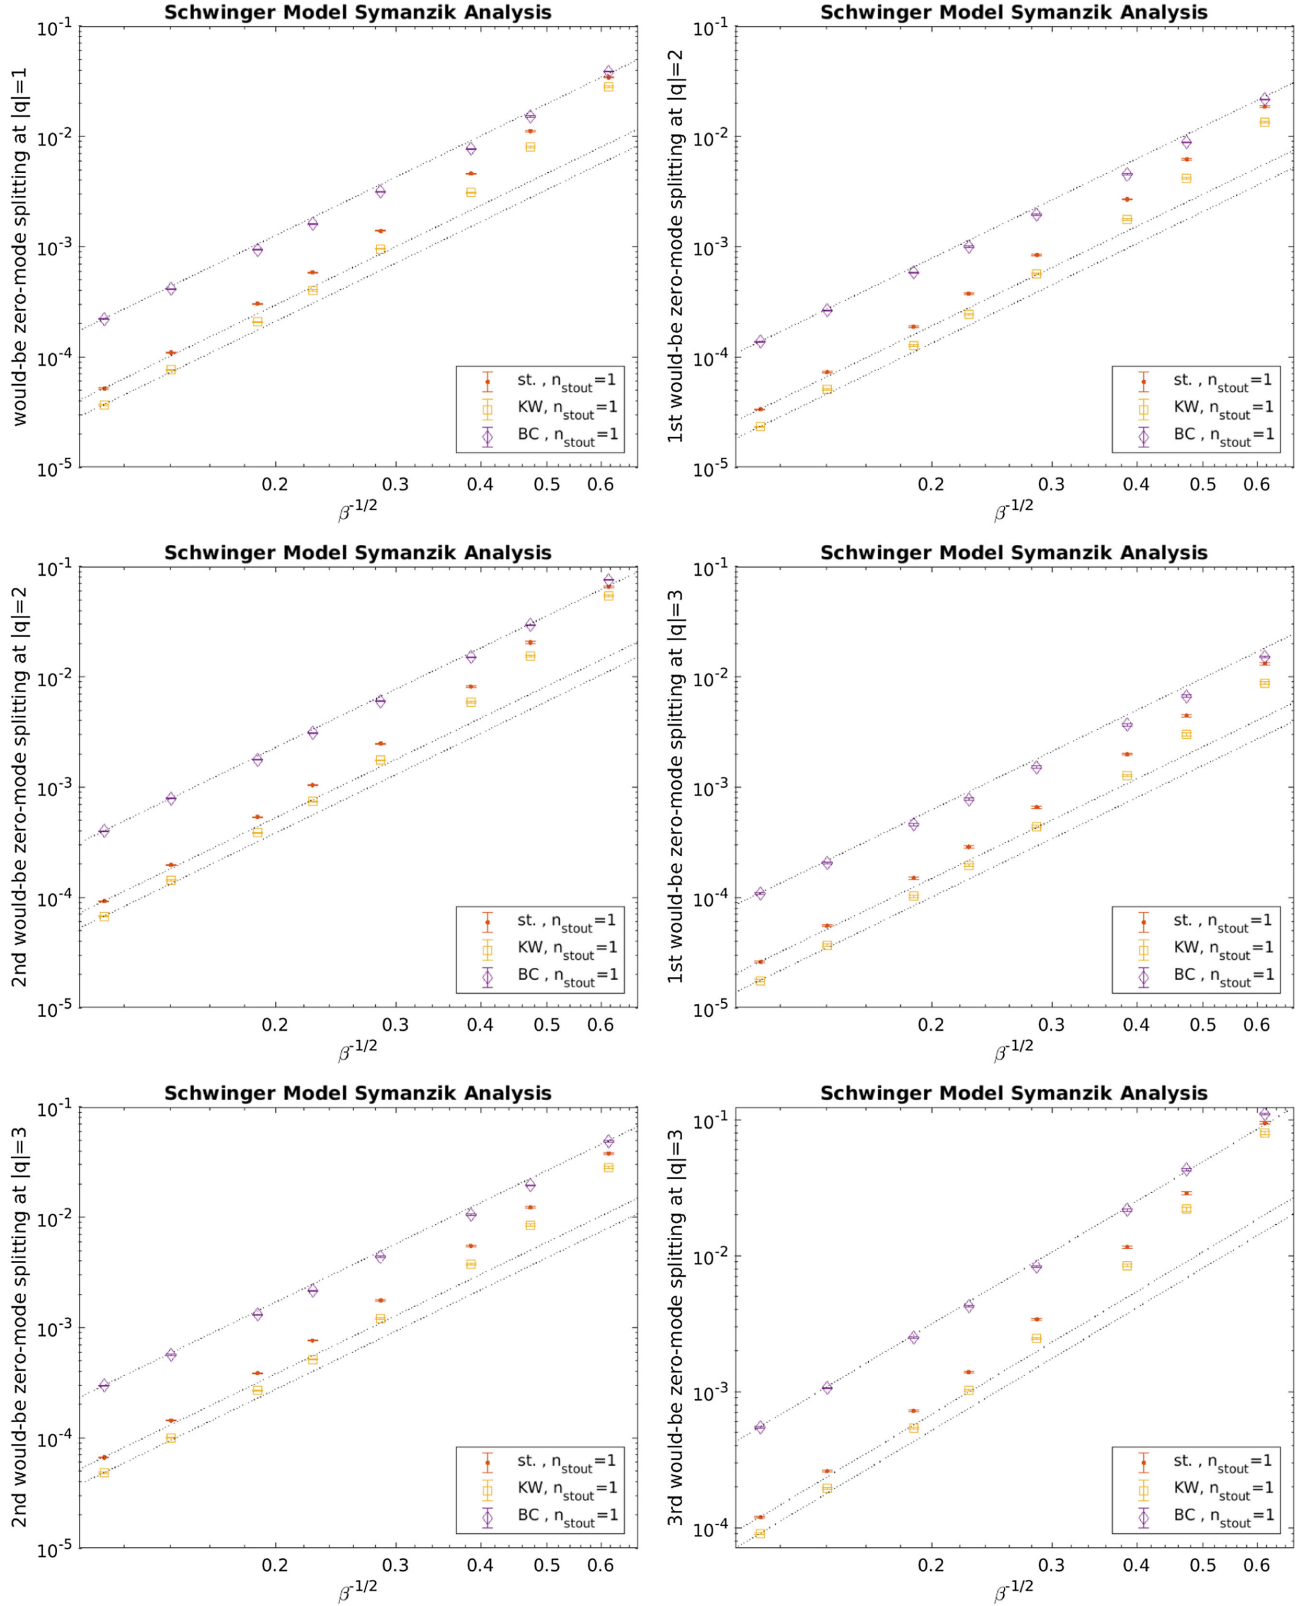 Schwinger Model Symanzik Analysis
would-be zero-mode splitting at |q|=1
10^-1
10^-2
10^-3
10^-4
10^-5
0.2 0.3 0.4 0.5 0.6
β^-1/2
st. , n_stout=1
KW, n_stout=1
BC , n_stout=1
Schwinger Model Symanzik Analysis
1st would-be zero-mode splitting at |q|=2
10^-1
10^-2
10^-3
10^-4
10^-5
0.2 0.3 0.4 0.5 0.6
β^-1/2
st. , n_stout=1
KW, n_stout=1
BC , n_stout=1
Schwinger Model Symanzik Analysis
2nd would-be zero-mode splitting at |q|=2
10^-1
10^-2
10^-3
10^-4
10^-5
0.2 0.3 0.4 0.5 0.6
β^-1/2
st. , n_stout=1
KW, n_stout=1
BC , n_stout=1
Schwinger Model Symanzik Analysis
1st would-be zero-mode splitting at |q|=3
10^-1
10^-2
10^-3
10^-4
10^-5
0.2 0.3 0.4 0.5 0.6
β^-1/2
st. , n_stout=1
KW, n_stout=1
BC , n_stout=1
Schwinger Model Symanzik Analysis
2nd would-be zero-mode splitting at |q|=3
10^-1
10^-2
10^-3
10^-4
10^-5
0.2 0.3 0.4 0.5 0.6
β^-1/2
st. , n_stout=1
KW, n_stout=1
BC , n_stout=1
Schwinger Model Symanzik Analysis
3rd would-be zero-mode splitting at |q|=3
10^-1
10^-2
10^-3
10^-4
0.2 0.3 0.4 0.5 0.6
β^-1/2
st. , n_stout=1
KW, n_stout=1
BC , n_stout=1